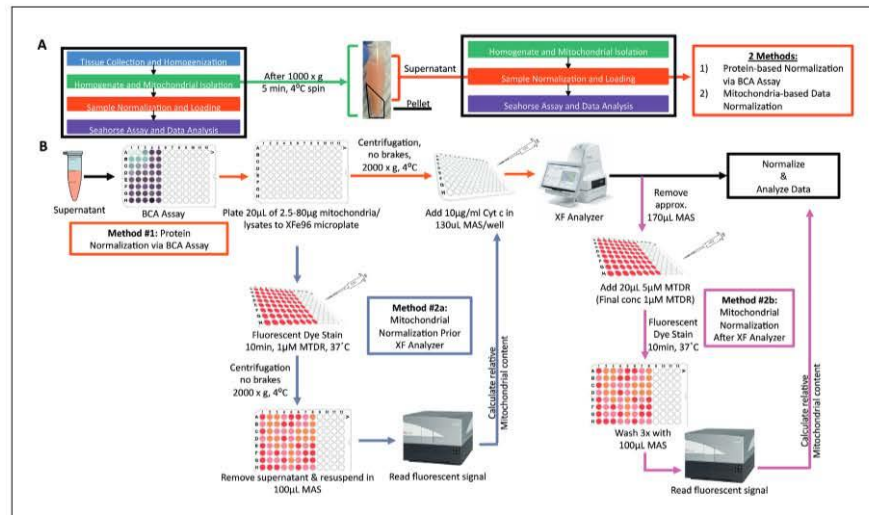 A
Tissue Collection and Homogenization
Homogenate and Mitochondrial Isolation
Sample Normalization and Loading
Seahorse Assay and Data Analysis
After 1000 x g
5 min, 4°C spin
Supernatant
Pellet
Homogenate and Mitochondrial Isolation
Sample Normalization and Loading
Seahorse Assay and Data Analysis
2 Methods:
1) Protein-based Normalization
via BCA Assay
2) Mitochondria-based Data
Normalization
B
Supernatant
BCA Assay
Method #1: Protein
Normalization via BCA Assay
Plate 20µL of 2.5-80µg mitochondria/
lysates to XFe96 microplate
Centrifugation,
no brakes,
2000 x g, 4°C
Add 10µg/ml Cyt c in
130uL MAS/well
XF Analyzer
Normalize
&
Analyze Data
Remove
approx.
170µL MAS
Fluorescent Dye Stain
10min, 1µM MTDR, 37˚C
Method #2a:
Mitochondrial
Normalization Prior
XF Analyzer
Centrifugation
no brakes
2000 x g, 4°C
Remove supernatant & resuspend in
100µL MAS
Read fluorescent signal
Calculate relative
Mitochondrial content
Add 20µL 5µM MTDR
(Final conc 1µM MTDR)
Method #2b:
Mitochondrial
Normalization
After XF Analyzer
Fluorescent
Dye Stain
10min, 37˚C
Wash 3x with
100µL MAS
Read fluorescent signal
Calculate relative
Mitochondrial content